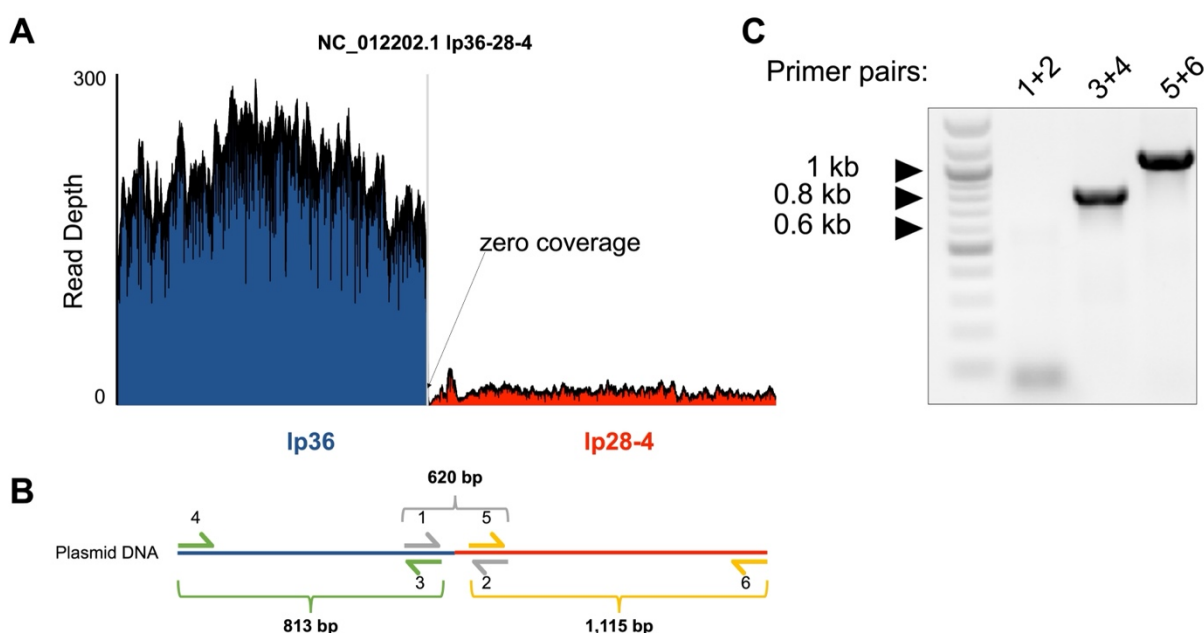 A
NC_012202.1 lp36-28-4
300
Read Depth
0
zero coverage
lp36
lp28-4
B
620 bp
4
1
5
Plasmid DNA
3
2
6
813 bp
1,115 bp
C
Primer pairs:
1+2
3+4
5+6
1 kb
0.8 kb
0.6 kb